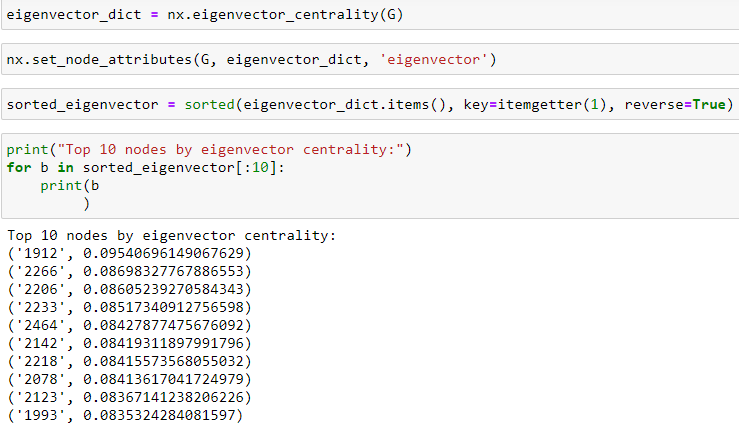 eigenvector_dict = nx.eigenvector_centrality(G)
nx.set_node_attributes(G, eigenvector_dict, 'eigenvector')
sorted_eigenvector = sorted(eigenvector_dict.items(), key=itemgetter(1), reverse=True)
print("Top 10 nodes by eigenvector centrality:")
for b in sorted_eigenvector[:10]:
    print(b
         )
Top 10 nodes by eigenvector centrality:
('1912', 0.09540696149067629)
('2266', 0.08698327767886553)
('2206', 0.08605239270584343)
('2233', 0.08517340912756598)
('2464', 0.08427877475676092)
('2142', 0.08419311897991796)
('2218', 0.08415573568055032)
('2078', 0.08413617041724979)
('2123', 0.08367141238206226)
('1993', 0.0835324284081597)